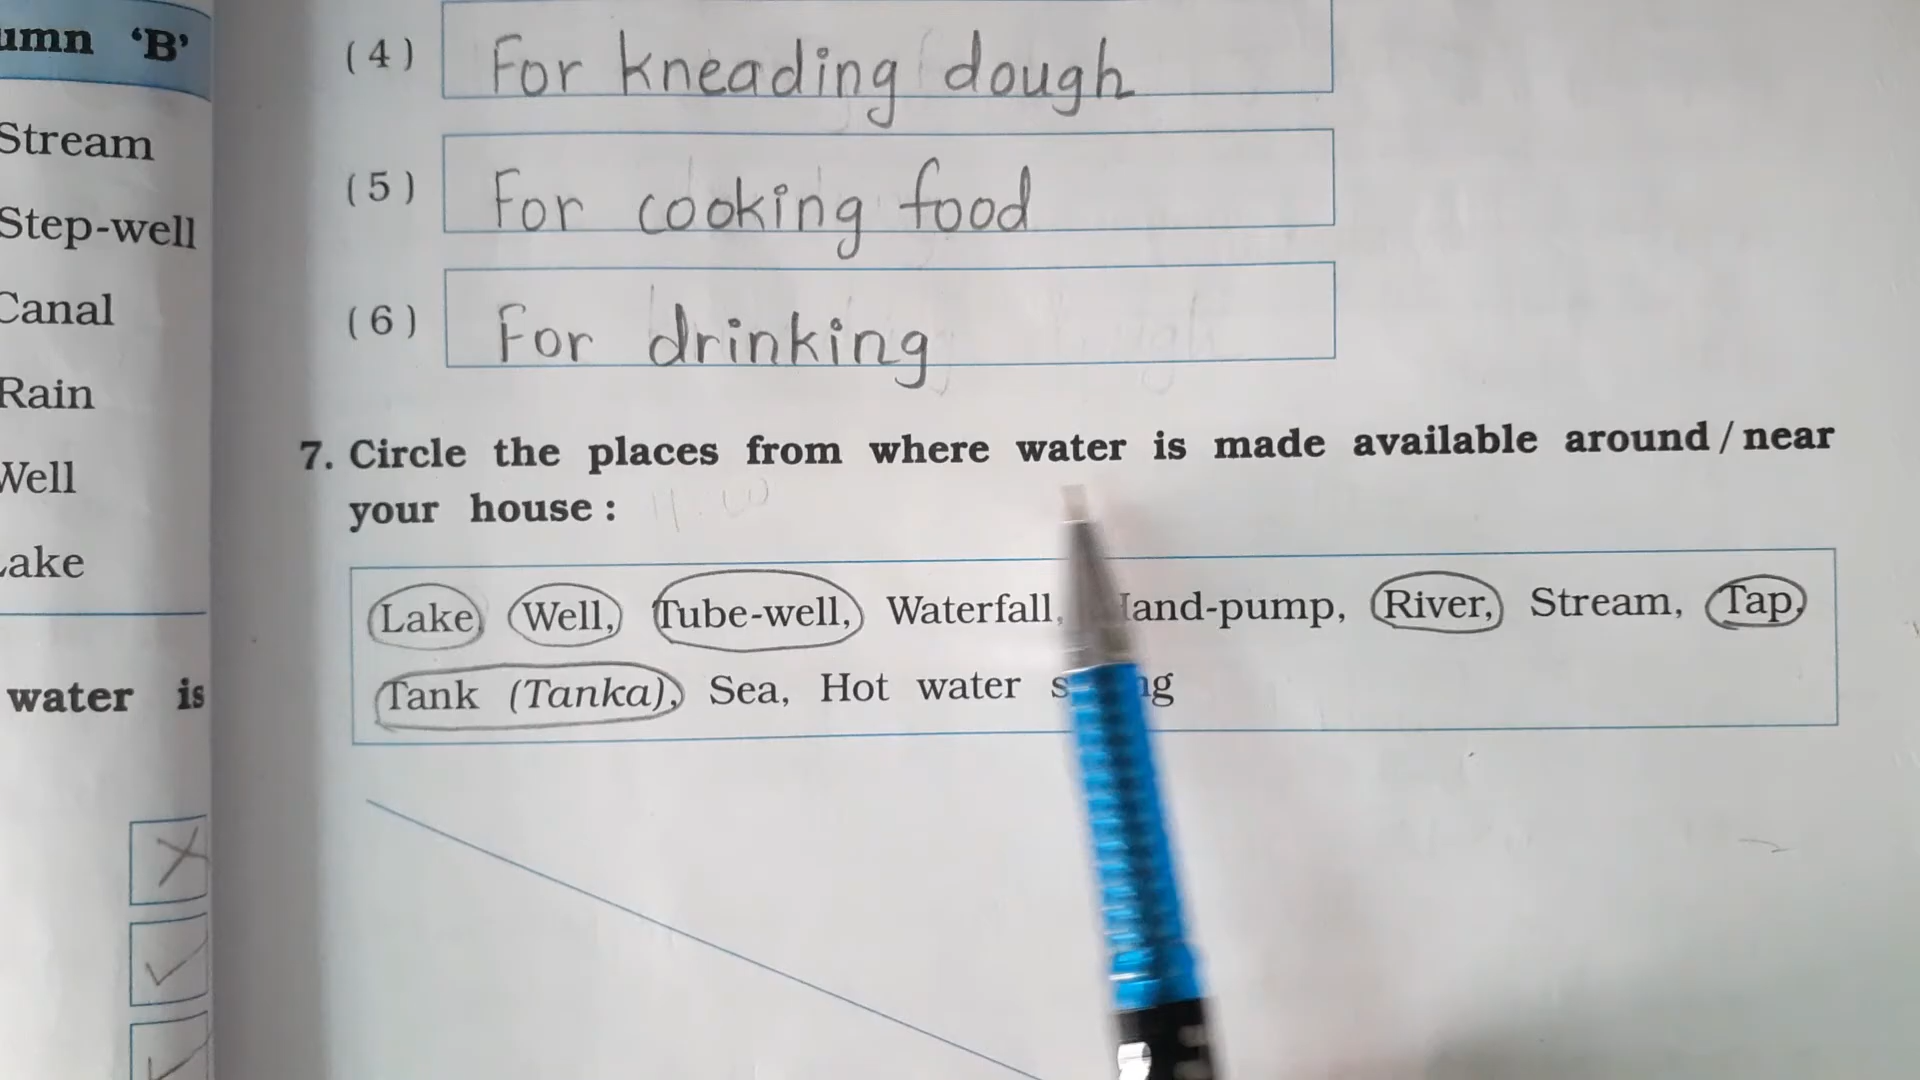 umn 'B'
Stream
Step-well
Canal
Rain
Well
Lake
water is
(4) For kneading dough
(5) For cooking food
(6) For drinking
7. Circle the places from where water is made available around / near
your house :
Lake Well, Tube-well, Waterfall, Hand-pump, River, Stream, Tap,
Tank (Tanka), Sea, Hot water